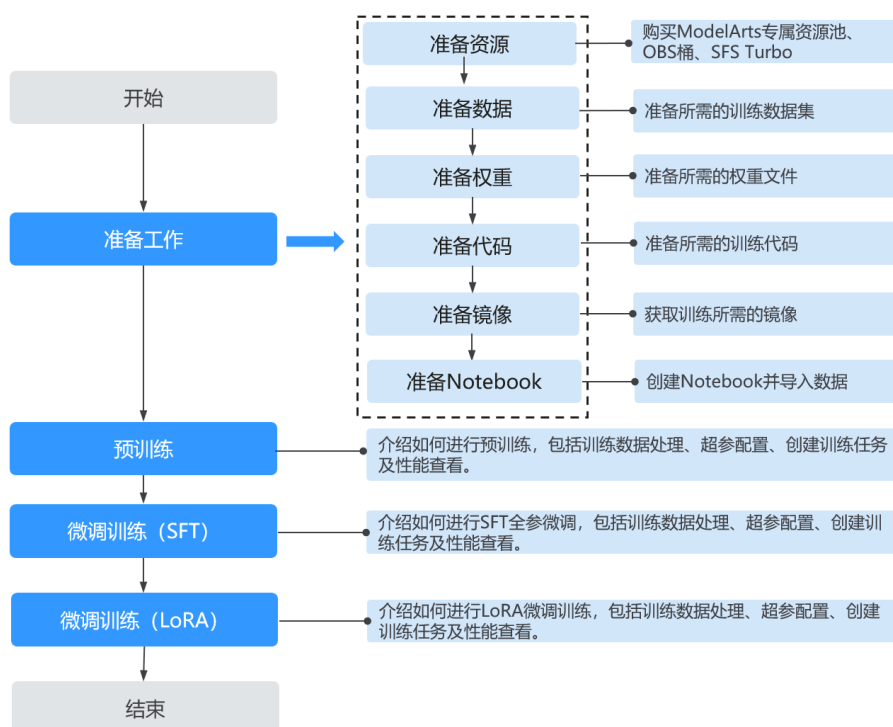 开始
准备工作
预训练
微调训练（SFT）
微调训练（LoRA）
结束
准备资源
准备数据
准备权重
准备代码
准备镜像
准备Notebook
购买ModelArts专属资源池、
OBS桶、SFS Turbo
准备所需的训练数据集
准备所需的权重文件
准备所需的训练代码
获取训练所需的镜像
创建Notebook并导入数据
介绍如何进行预训练，包括训练数据处理、超参配置、创建训练任务
及性能查看。
介绍如何进行SFT全参微调，包括训练数据处理、超参配置、创建训
练任务及性能查看。
介绍如何进行LoRA微调训练，包括训练数据处理、超参配置、创建
训练任务及性能查看。